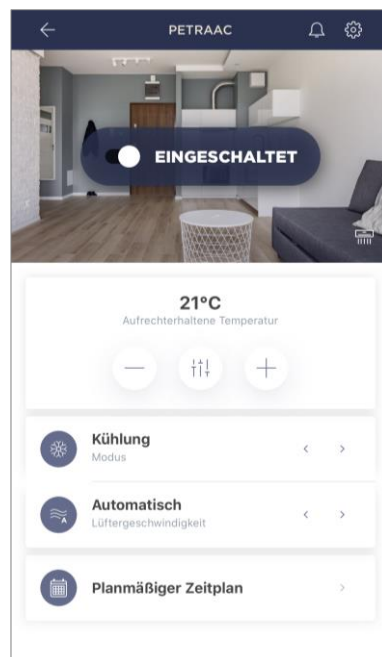 PETRAAC
EINGESCHALTET
21°C
Aufrechterhaltene Temperatur
Kühlung
Modus
Automatisch
Lüftergeschwindigkeit
Planmäßiger Zeitplan